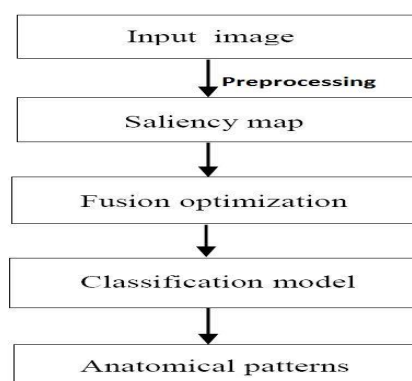 Input image
Preprocessing
Saliency map
Fusion optimization
Classification model
Anatomical patterns